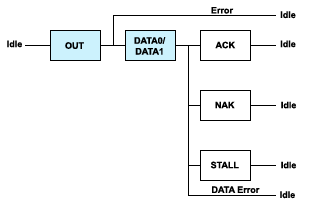 Error
Idle
Idle
OUT
DATA0/
DATA1
ACK
Idle
NAK
Idle
STALL
Idle
DATA Error
Idle